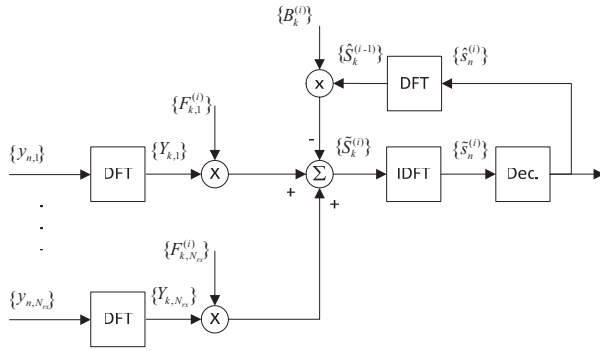 {B_k^{(i)}}
{Ŝ_k^{(i-1)}}
{ŝ_n^{(i)}}
x
DFT
{F_{k,1}^{(i)}}
-
{S̃_k^{(i)}}
{s̃_n^{(i)}}
{y_{n,1}}
DFT
{Y_{k,1}}
X
+
Σ
+
IDFT
Dec.
{F_{k,N_{rx}}^{(i)}}
{y_{n,N_{rx}}}
DFT
{Y_{k,N_{rx}}}
X